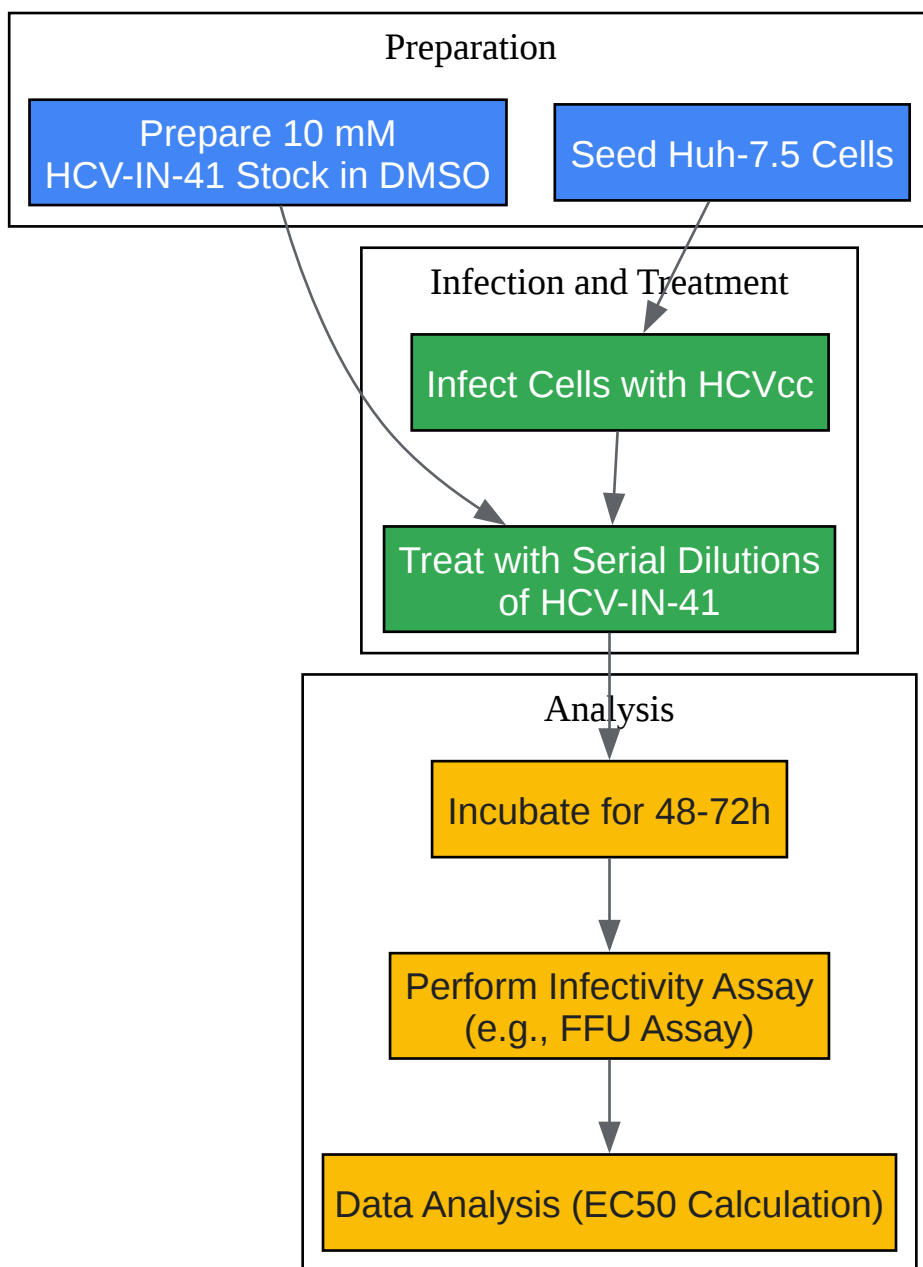 Preparation
Prepare 10 mM
HCV-IN-41 Stock in DMSO
Seed Huh-7.5 Cells
Infection and Treatment
Infect Cells with HCVcc
Treat with Serial Dilutions
of HCV-IN-41
Analysis
Incubate for 48-72h
Perform Infectivity Assay
(e.g., FFU Assay)
Data Analysis (EC50 Calculation)